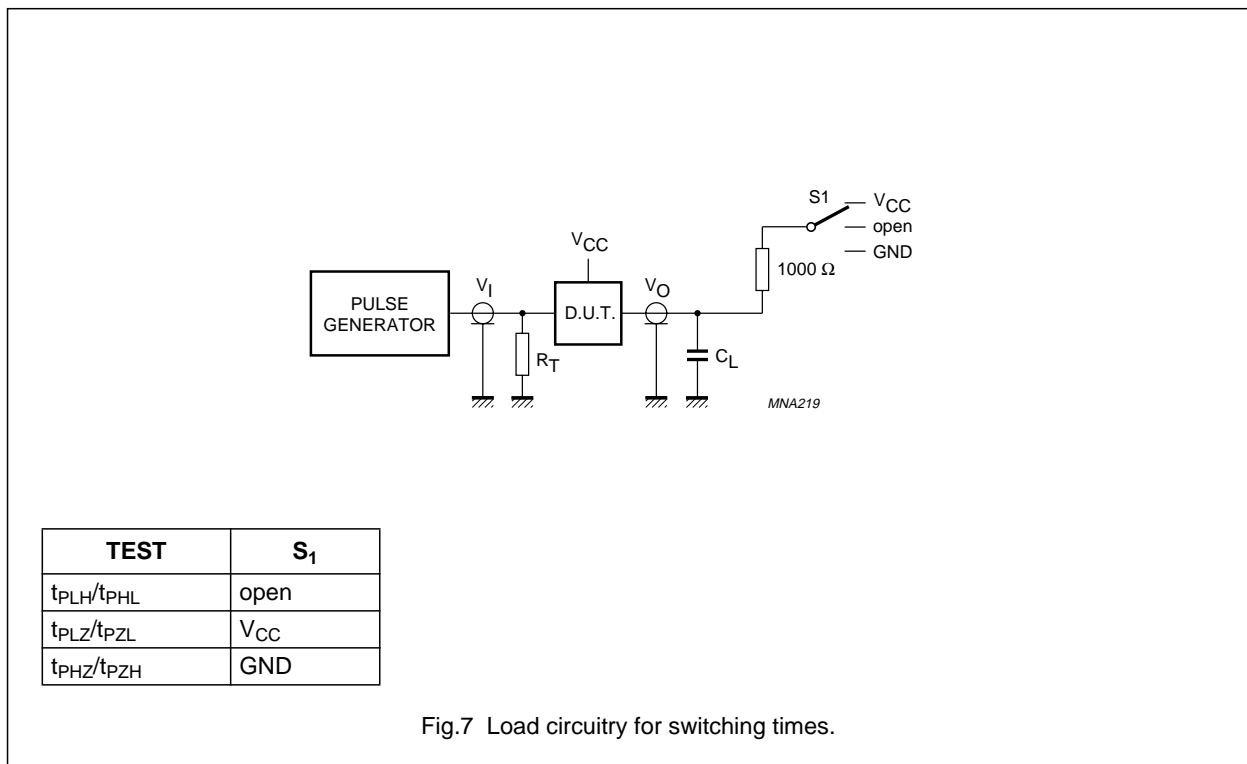 S1
VCC
open
GND
VCC
1000 Ω
VI
VO
PULSE
GENERATOR
D.U.T.
RT
CL
MNA219
TEST S1
tPLH/tPHL open
tPLZ/tPZL VCC
tPHZ/tPZH GND
Fig.7 Load circuitry for switching times.